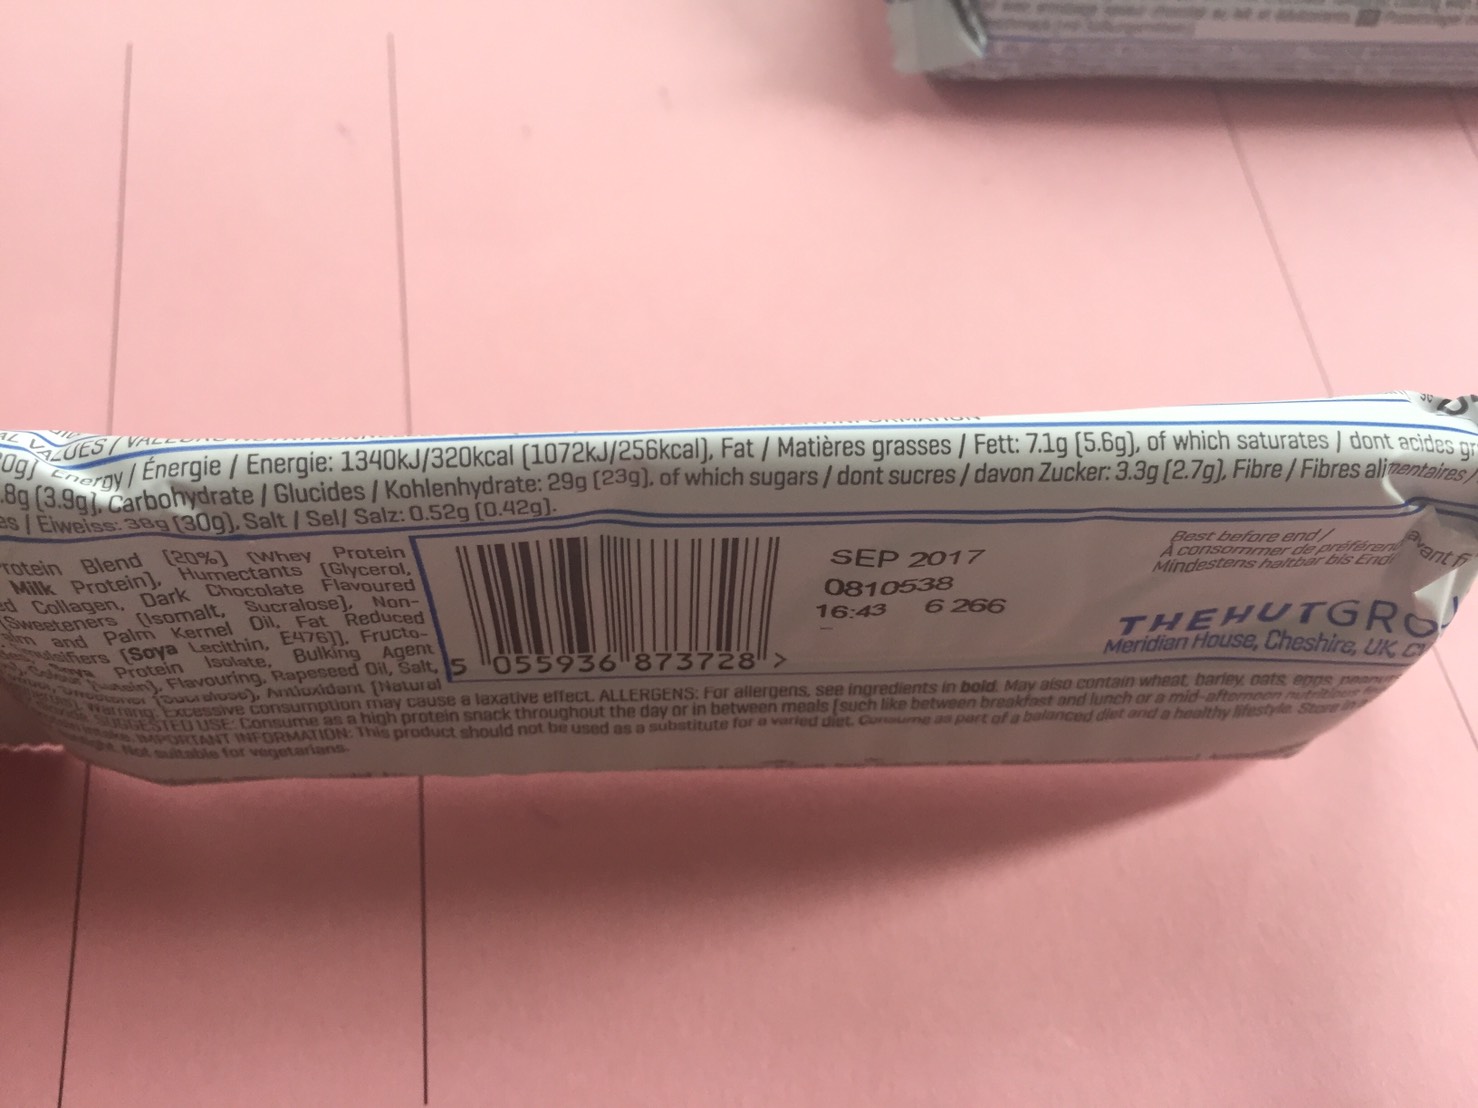 VALUES /
Energy / Énergie / Energie: 1340kJ/320kcal (1072kJ/256kcal), Fat / Matières grasses / Fett: 7.1g (5.6g), of which saturates / dont acides
.8g (3.9g), Carbohydrate / Glucides / Kohlenhydrate: 29g (23g), of which sugars / dont sucres / davon Zucker: 3.3g (2.7g), Fibre / Fibres alimentaires /
/ Eiweiss: 38g (30g), Salt / Sel/ Salz: 0.52g (0.42g).
Blend (20%) (Whey Protein
Milk Protein), Humectants (Glycerol,
Collagen, Dark Chocolate Flavoured
(Sweeteners (Isomalt, Sucralose), Non-
and Palm Kernel Oil, Fat Reduced
(Soya Lecithin, E476)), Fructo-
Protein Isolate, Bulking Agent
Flavouring, Rapeseed Oil, Salt,
(Sucralose), Antioxidant (Natural
SEP 2017
0810538
16:43 6 266
Best before end /
À consommer de préférence avant fi
Mindestens haltbar bis Ende
THEHUTGRO
Meridian House, Cheshire, UK,
5 055936 873728 >
Warning: Excessive consumption may cause a laxative effect. ALLERGENS: For allergens, see ingredients in bold. May also contain wheat, barley, oats, eggs,
SUGGESTED USE: Consume as a high protein snack throughout the day or in between meals (such like between breakfast and lunch or a mid-afternoon nutritious
IMPORTANT INFORMATION: This product should not be used as a substitute for a varied diet. Consume as part of a balanced diet and a healthy lifestyle. Store in
Not suitable for vegetarians.